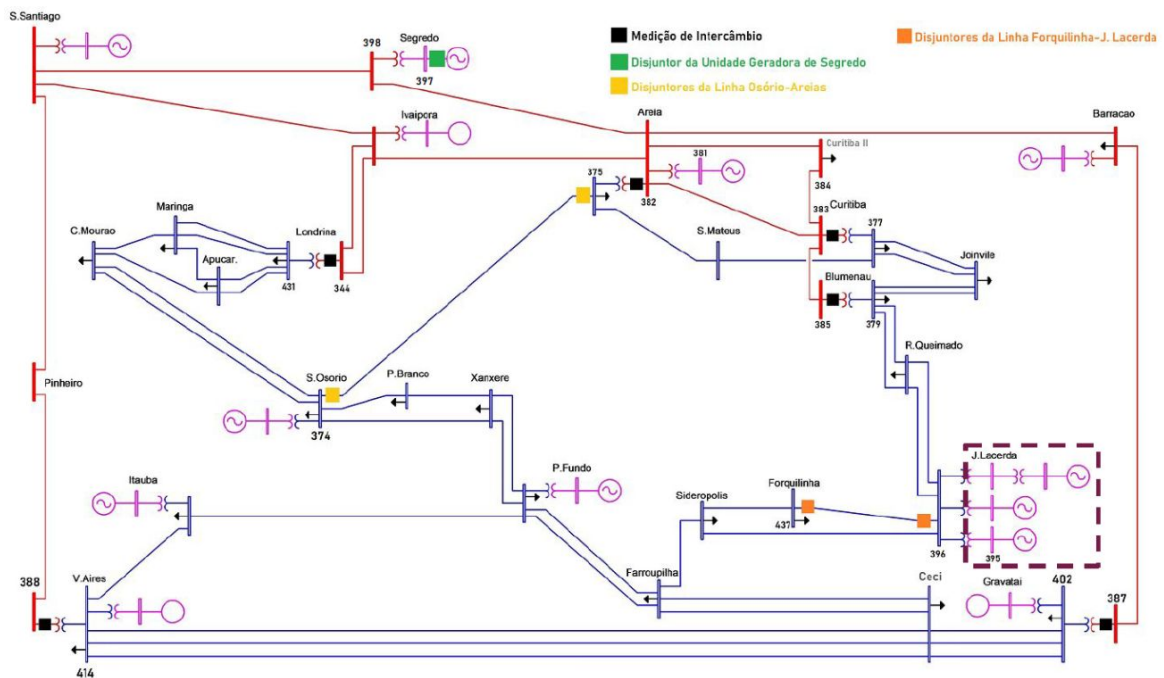 S.Santiago
398
Segredo
397
Medição de Intercâmbio
Disjuntores da Linha Forquilinha-J. Lacerda
Disjuntor da Unidade Geradora de Segredo
Disjuntores da Linha Osório-Areias
Ivaipora
Areia
Barracao
Curitiba II
381
375
384
382
383
Curitiba
377
Maringa
C.Mourao
Londrina
Apucar.
431
344
S.Mateus
Joinvile
Blumenau
385
379
R.Queimado
Pinheiro
S.Osorio
P.Branco
Xanxere
374
J.Lacerda
P.Fundo
Itauba
Forquilinha
Sideropolis
437
396
395
388
V.Aires
Farroupilha
Ceci
Gravatai
402
387
414